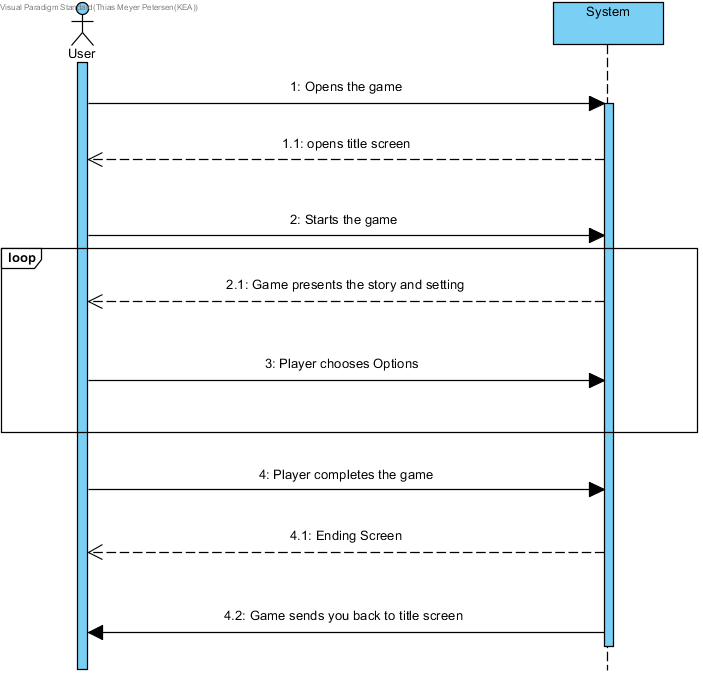 Visual Paradigm Standard(Thias Meyer Petersen(KEA))
System
User
1: Opens the game
1.1: opens title screen
2: Starts the game
loop
2.1: Game presents the story and setting
3: Player chooses Options
4: Player completes the game
4.1: Ending Screen
4.2: Game sends you back to title screen